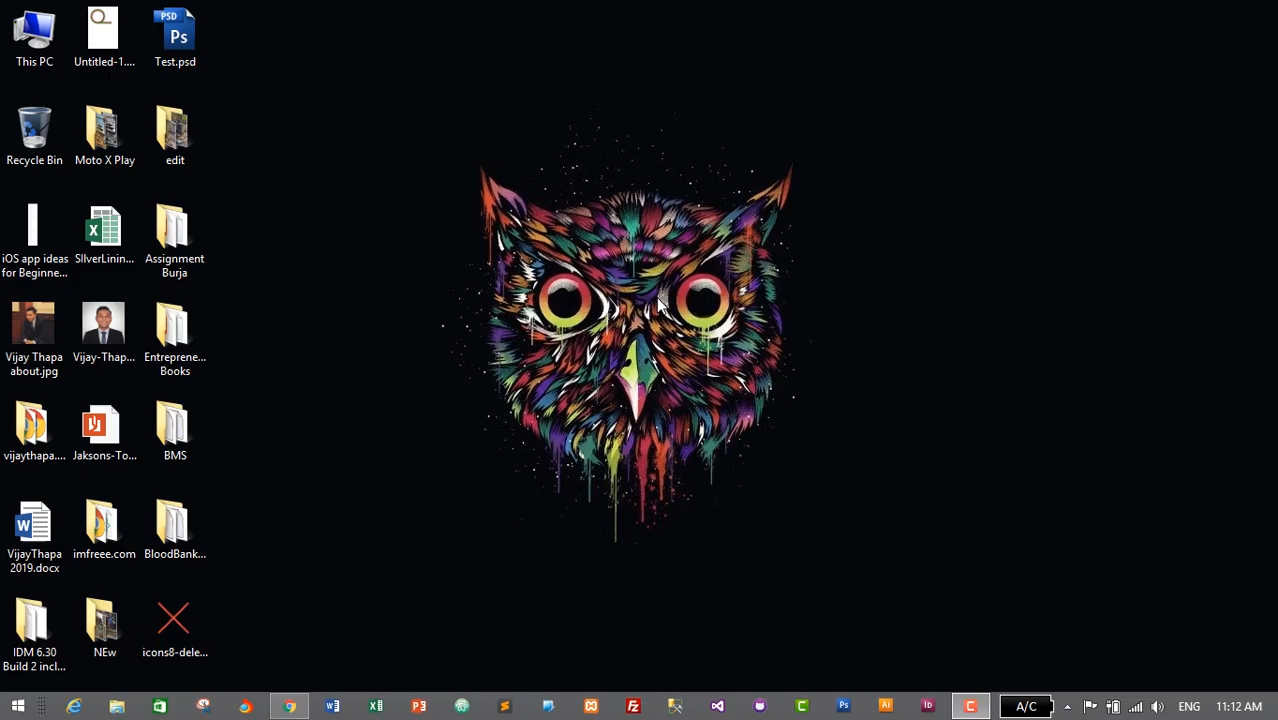 This PC
Untitled-1....
PSD
Ps
Test.psd
Recycle Bin
Moto X Play
edit
iOS app ideas
for Beginne...
SIlverLinin...
Assignment
Burja
Vijay Thapa
about.jpg
Vijay-Thap...
Entreprene...
Books
vijaythapa....
Jaksons-To...
BMS
VijayThapa
2019.docx
imfreee.com
BloodBank...
IDM 6.30
Build 2 incl...
NEw
icons8-dele...
A/C
ENG
11:12 AM